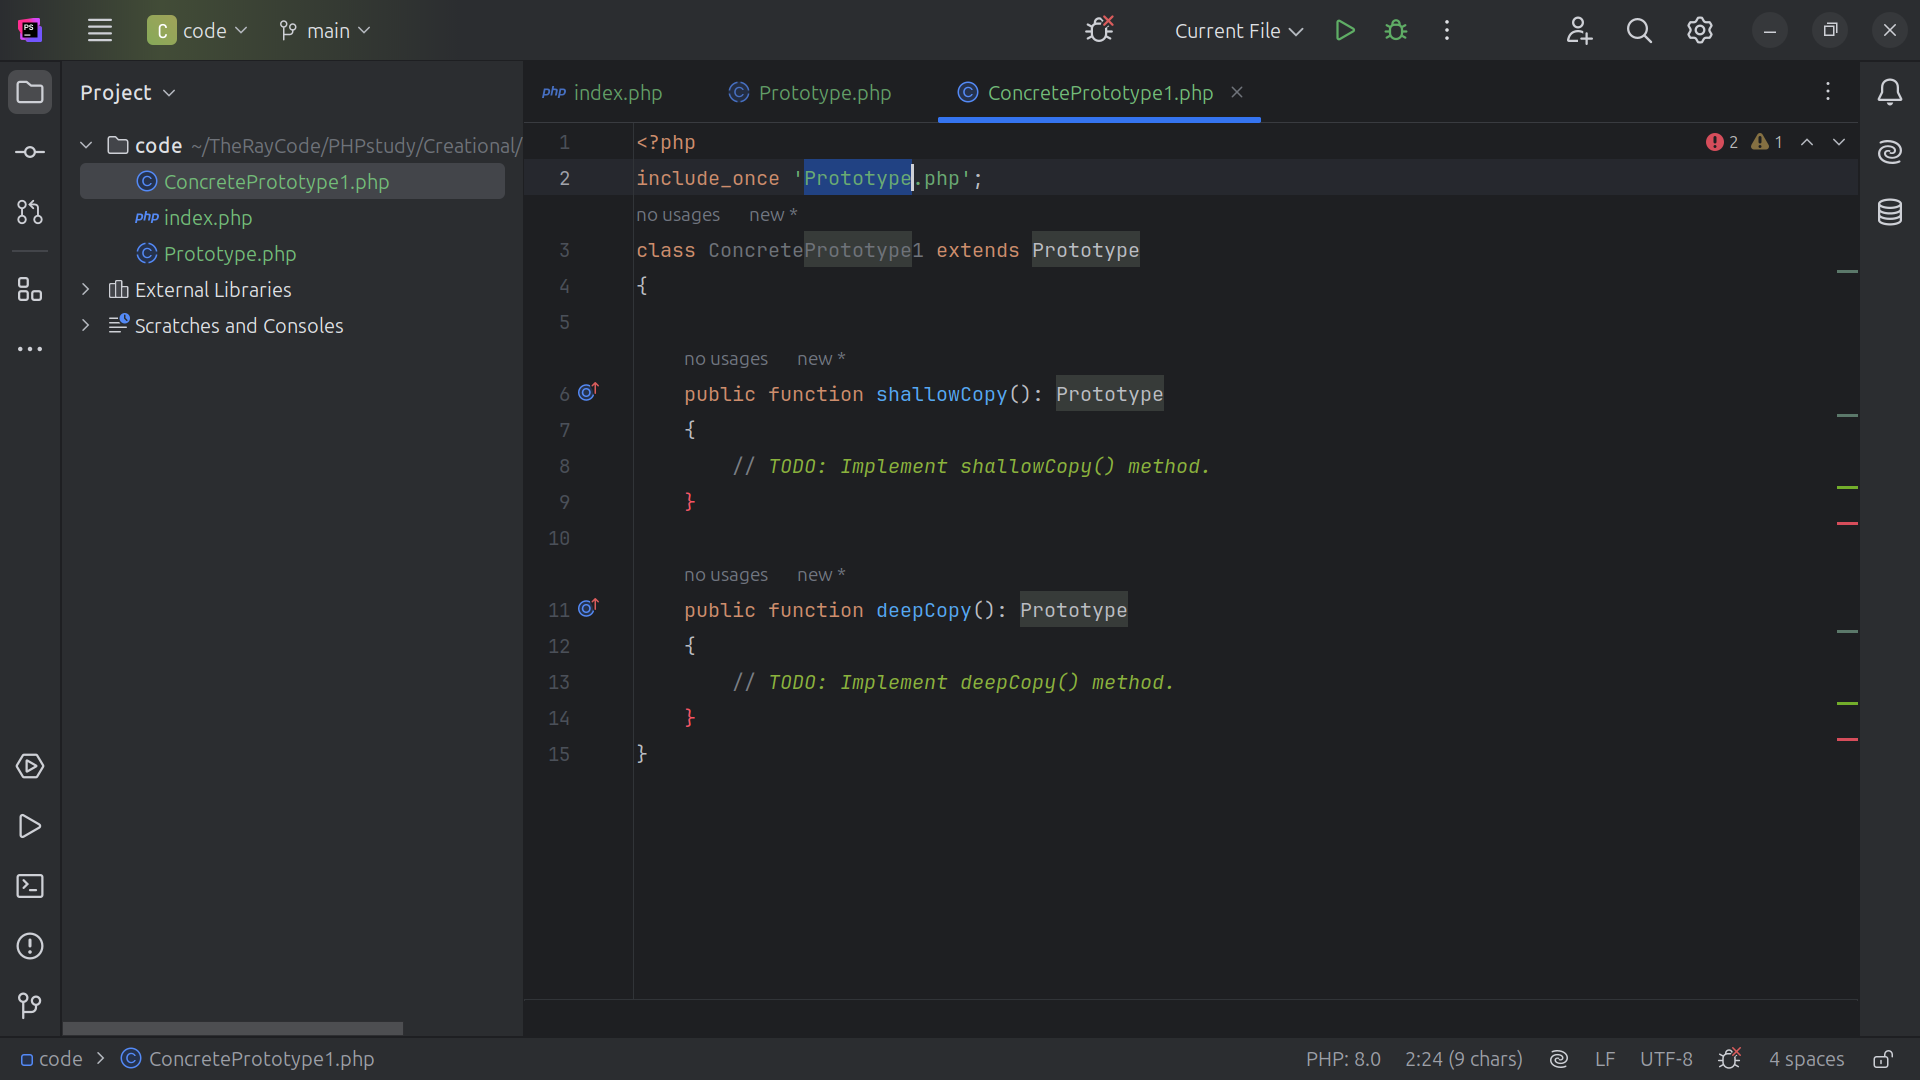 PS
C code main Current File
Project
code ~/TheRayCode/PHPstudy/Creational/
C ConcretePrototype1.php
php index.php
C Prototype.php
External Libraries
Scratches and Consoles
php index.php C Prototype.php C ConcretePrototype1.php
2 1
1 <?php
2 include_once 'Prototype.php';
no usages new *
3 class ConcretePrototype1 extends Prototype
4 {
5
no usages new *
6 public function shallowCopy(): Prototype
7 {
8 // TODO: Implement shallowCopy() method.
9 }
10
no usages new *
11 public function deepCopy(): Prototype
12 {
13 // TODO: Implement deepCopy() method.
14 }
15 }
code C ConcretePrototype1.php PHP: 8.0 2:24 (9 chars) LF UTF-8 4 spaces